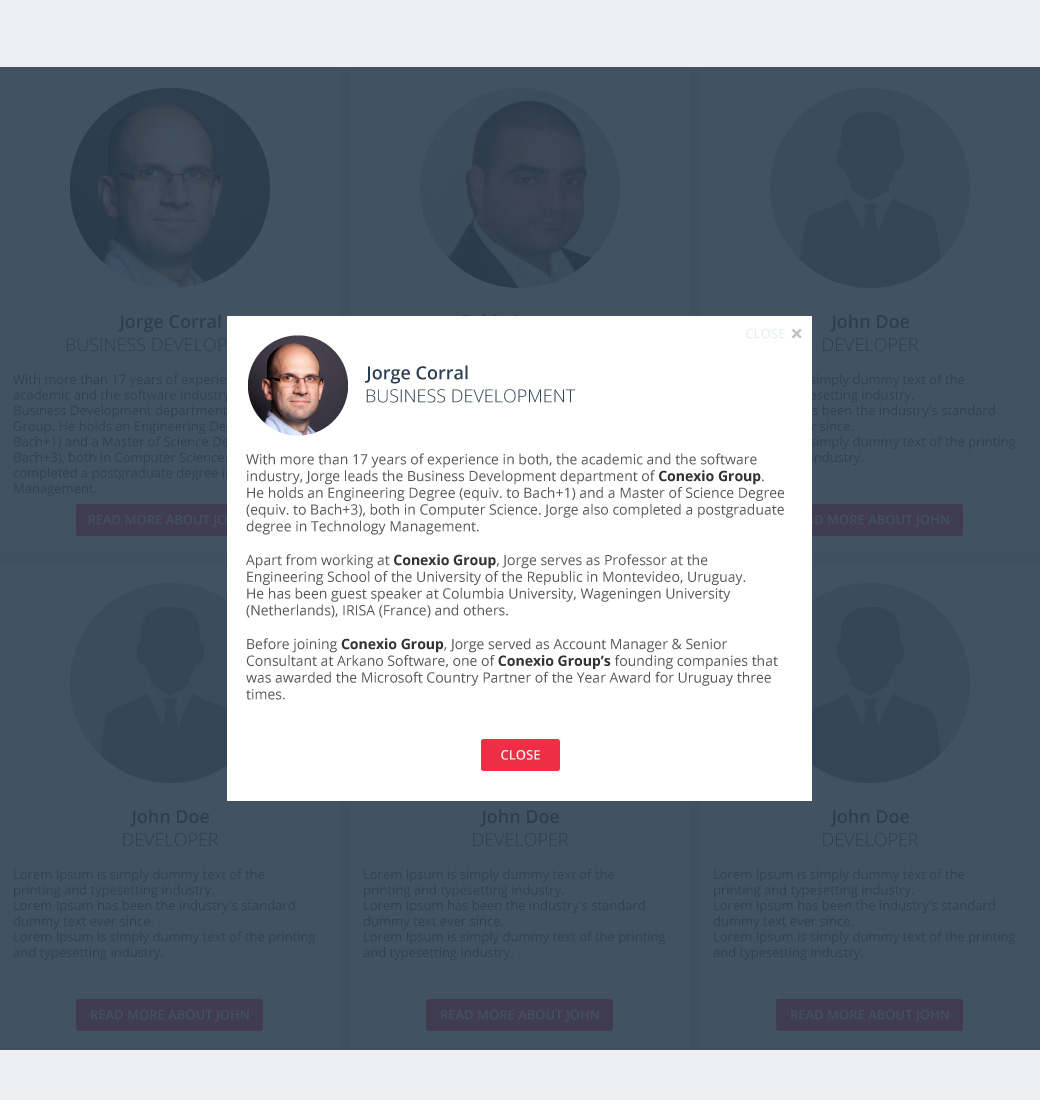 Jorge Corral
BUSINESS DEVELOP
With more than 17 years of experie
academic and the software industry
Business Development department
Group. He holds an Engineering De
Bach+1) and a Master of Science De
Bach+3), both in Computer Science.
completed a postgraduate degree i
Management.
READ MORE ABOUT JO
John Doe
DEVELOPER
simply dummy text of the
esetting industry.
s been the industry's standard
r since.
simply dummy text of the printing
ndustry.
D MORE ABOUT JOHN
CLOSE ×
Jorge Corral
BUSINESS DEVELOPMENT
With more than 17 years of experience in both, the academic and the software
industry, Jorge leads the Business Development department of Conexio Group.
He holds an Engineering Degree (equiv. to Bach+1) and a Master of Science Degree
(equiv. to Bach+3), both in Computer Science. Jorge also completed a postgraduate
degree in Technology Management.
Apart from working at Conexio Group, Jorge serves as Professor at the
Engineering School of the University of the Republic in Montevideo, Uruguay.
He has been guest speaker at Columbia University, Wageningen University
(Netherlands), IRISA (France) and others.
Before joining Conexio Group, Jorge served as Account Manager & Senior
Consultant at Arkano Software, one of Conexio Group's founding companies that
was awarded the Microsoft Country Partner of the Year Award for Uruguay three
times.
CLOSE
John Doe
DEVELOPER
Lorem Ipsum is simply dummy text of the
printing and typesetting industry.
Lorem Ipsum has been the industry's standard
dummy text ever since.
Lorem Ipsum is simply dummy text of the printing
and typesetting industry.
READ MORE ABOUT JOHN
John Doe
DEVELOPER
Lorem Ipsum is simply dummy text of the
printing and typesetting industry.
Lorem Ipsum has been the industry's standard
dummy text ever since.
Lorem Ipsum is simply dummy text of the printing
and typesetting industry.
READ MORE ABOUT JOHN
John Doe
DEVELOPER
Lorem Ipsum is simply dummy text of the
printing and typesetting industry.
Lorem Ipsum has been the industry's standard
dummy text ever since.
Lorem Ipsum is simply dummy text of the printing
and typesetting industry.
READ MORE ABOUT JOHN